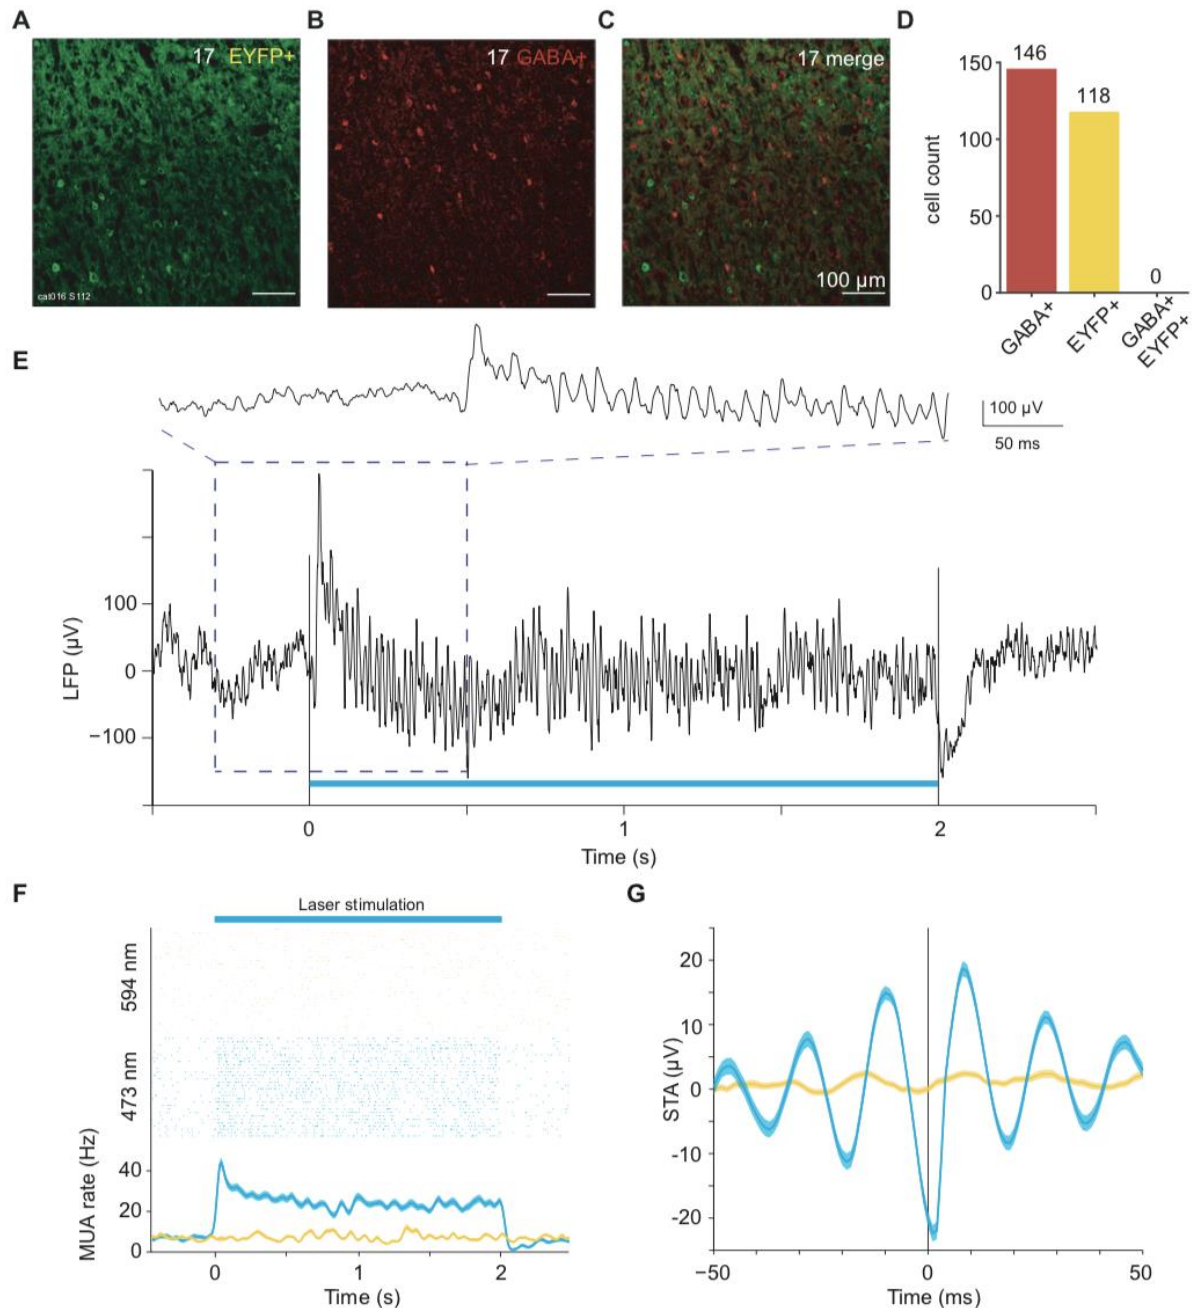 A
17 EYFP+
cat016 S112
B
17 GABA+
C
17 merge
100 µm
D
150
100
50
0
cell count
146
118
0
GABA+
EYFP+
GABA+
EYFP+
E
100 µV
50 ms
LFP (µV)
100
0
−100
0
1
2
Time (s)
F
Laser stimulation
594 nm
473 nm
MUA rate (Hz)
40
20
0
0
1
2
Time (s)
G
STA (µV)
20
10
0
-10
-20
−50
0
50
Time (ms)